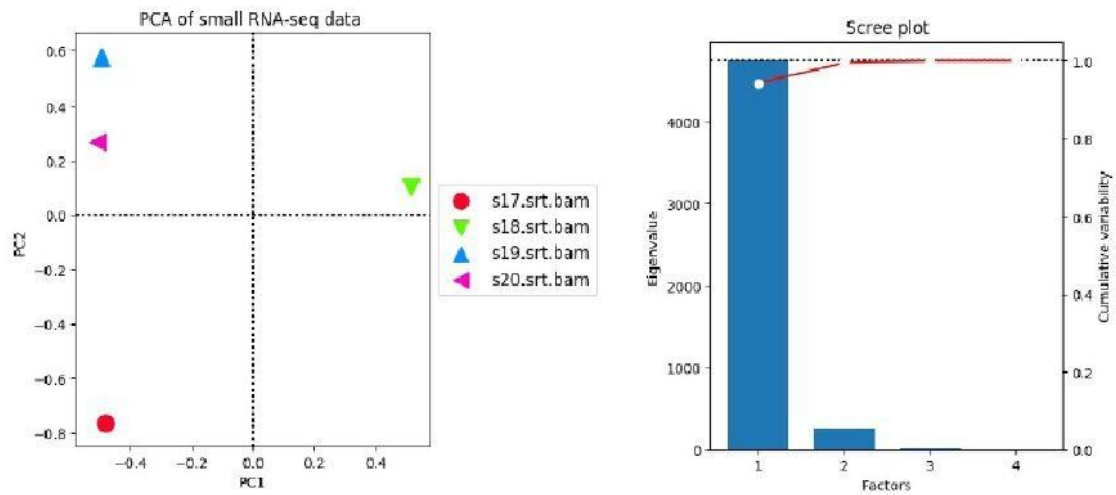 PCA of small RNA-seq data
0.6
0.4
0.2
0.0
−0.2
−0.4
−0.6
−0.8
PC2
−0.4
−0.2
0.0
0.2
0.4
PC1
s17.srt.bam
s18.srt.bam
s19.srt.bam
s20.srt.bam
Scree plot
4000
3000
2000
1000
0
Eigenvalue
1
2
3
4
Factors
1.0
0.8
0.6
0.4
0.2
0.0
Cumulative variability